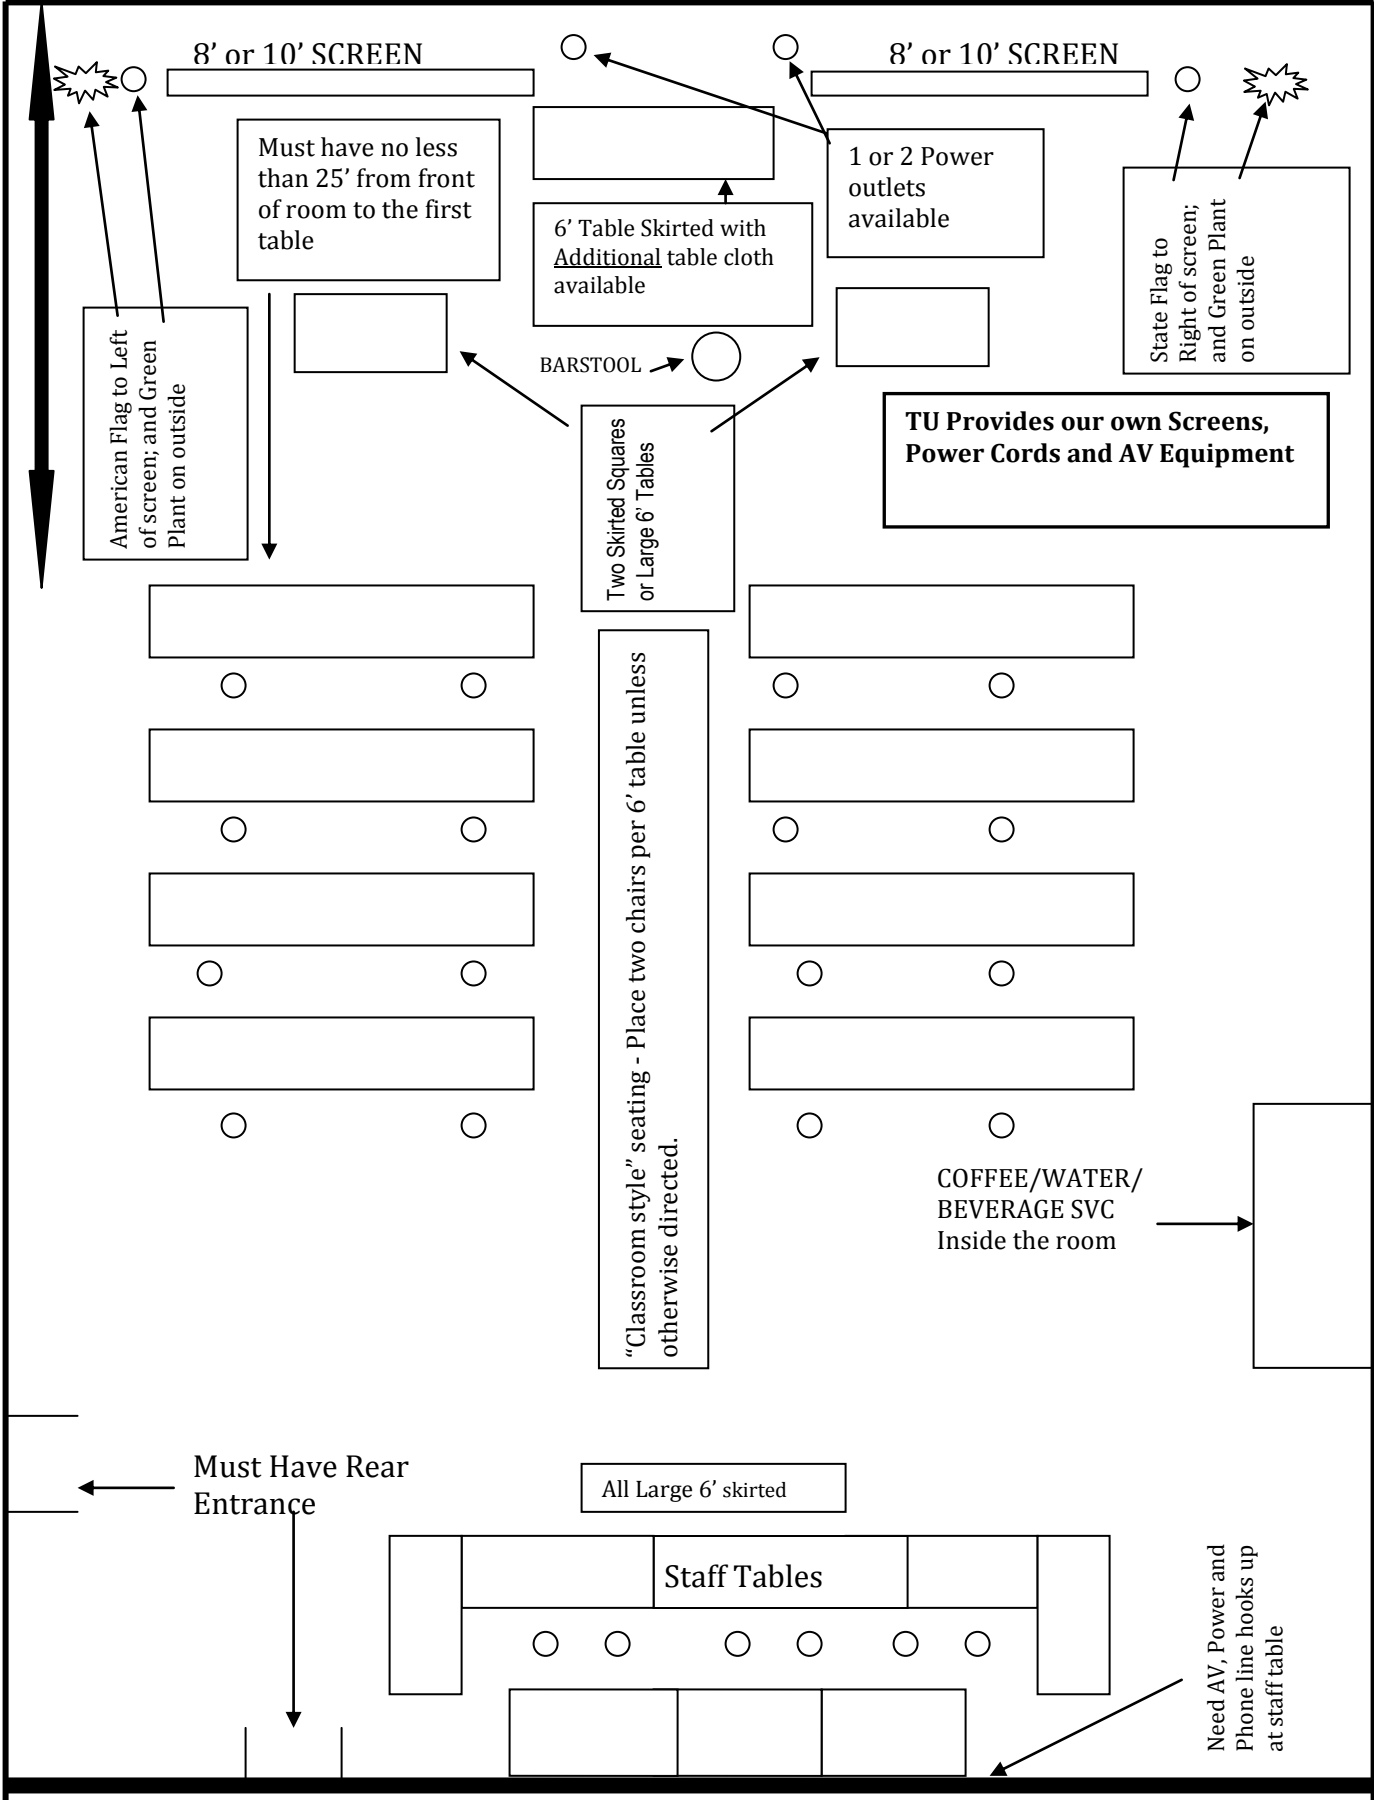 8’ or 10’ SCREEN
8’ or 10’ SCREEN
Must have no less
than 25’ from front
of room to the first
table
1 or 2 Power
outlets
available
6’ Table Skirted with
Additional table cloth
available
State Flag to
Right of screen;
and Green Plant
on outside
American Flag to Left
of screen; and Green
Plant on outside
BARSTOOL
TU Provides our own Screens,
Power Cords and AV Equipment
Two Skirted Squares
or Large 6’ Tables
“Classroom style” seating - Place two chairs per 6’ table unless
otherwise directed.
COFFEE/WATER/
BEVERAGE SVC
Inside the room
Must Have Rear
Entrance
All Large 6’ skirted
Staff Tables
Need AV, Power and
Phone line hooks up
at staff table